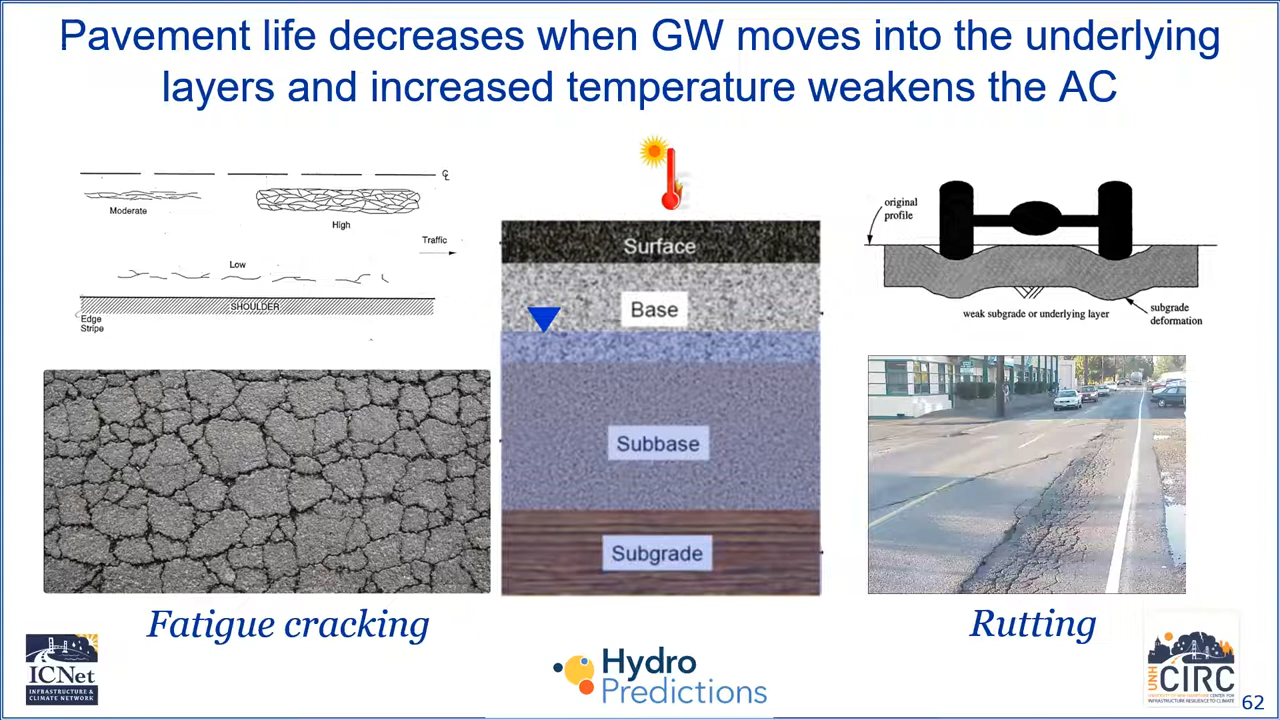 Pavement life decreases when GW moves into the underlying
layers and increased temperature weakens the AC
℄
Moderate
High
Traffic
Low
SHOULDER
Edge
Stripe
Surface
Base
Subbase
Subgrade
original
profile
weak subgrade or underlying layer
subgrade
deformation
Fatigue cracking
Rutting
ICNet
INFRASTRUCTURE &
CLIMATE NETWORK
Hydro
Predictions
UNH
CIRC
62